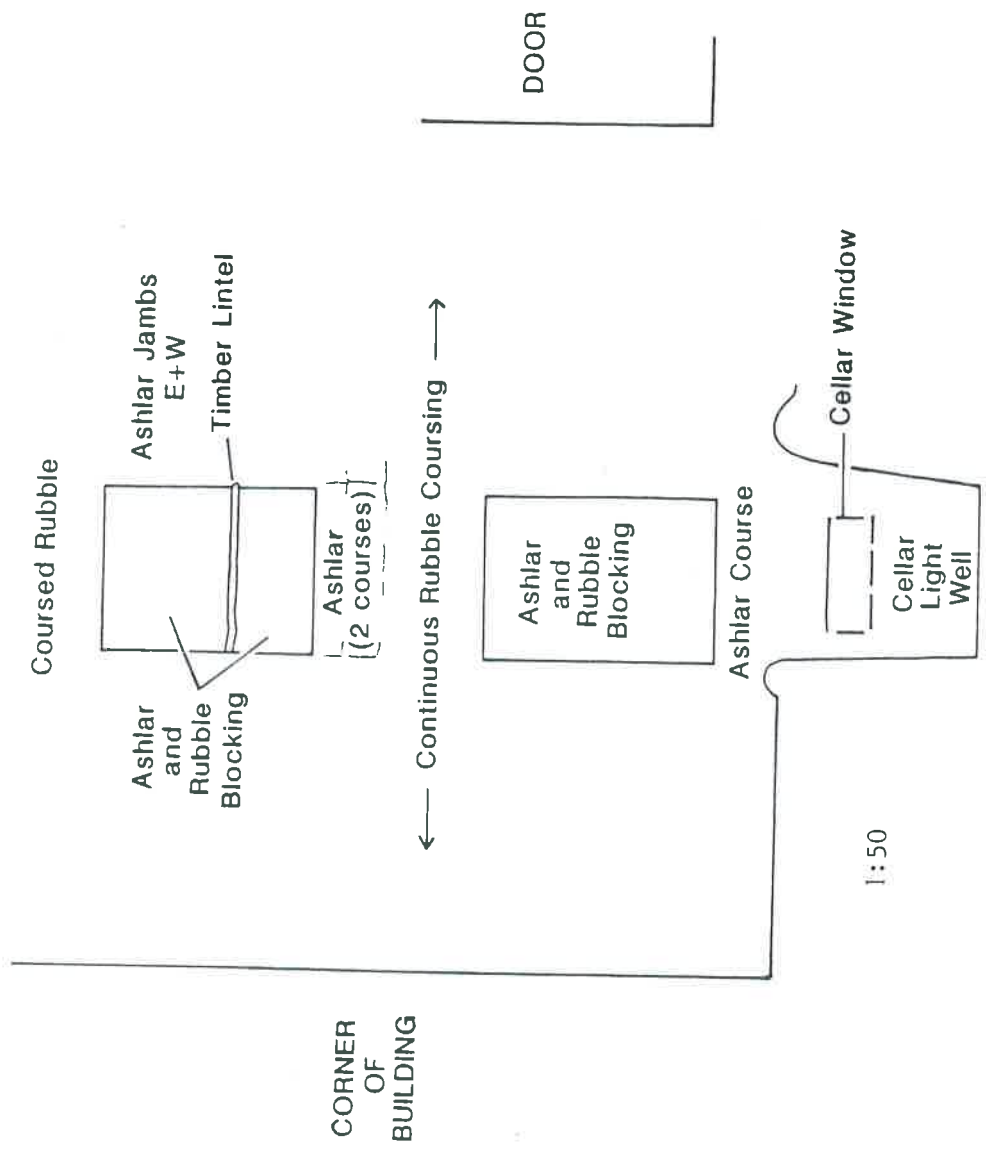 Coursed Rubble
Ashlar Jambs
E+W
Timber Lintel
Ashlar
and
Rubble
Blocking
Ashlar
(2 courses)
Continuous Rubble Coursing
DOOR
CORNER
OF
BUILDING
Ashlar
and
Rubble
Blocking
Ashlar Course
Cellar Window
Cellar
Light
Well
1:50